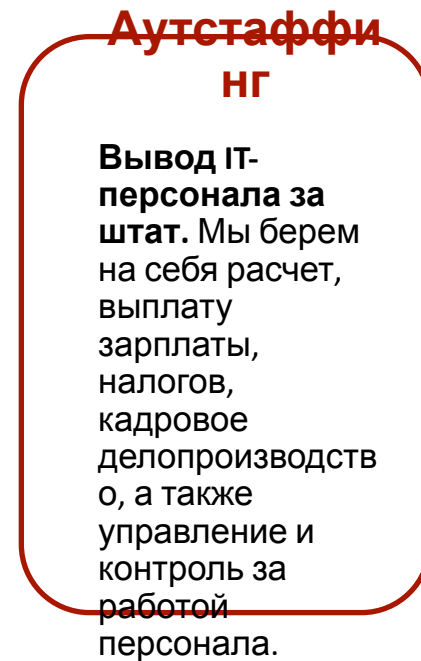 Аутстаффи
нг
Вывод IT-
персонала за
штат. Мы берем
на себя расчет,
выплату
зарплаты,
налогов,
кадровое
делопроизводств
о, а также
управление и
контроль за
работой
персонала.